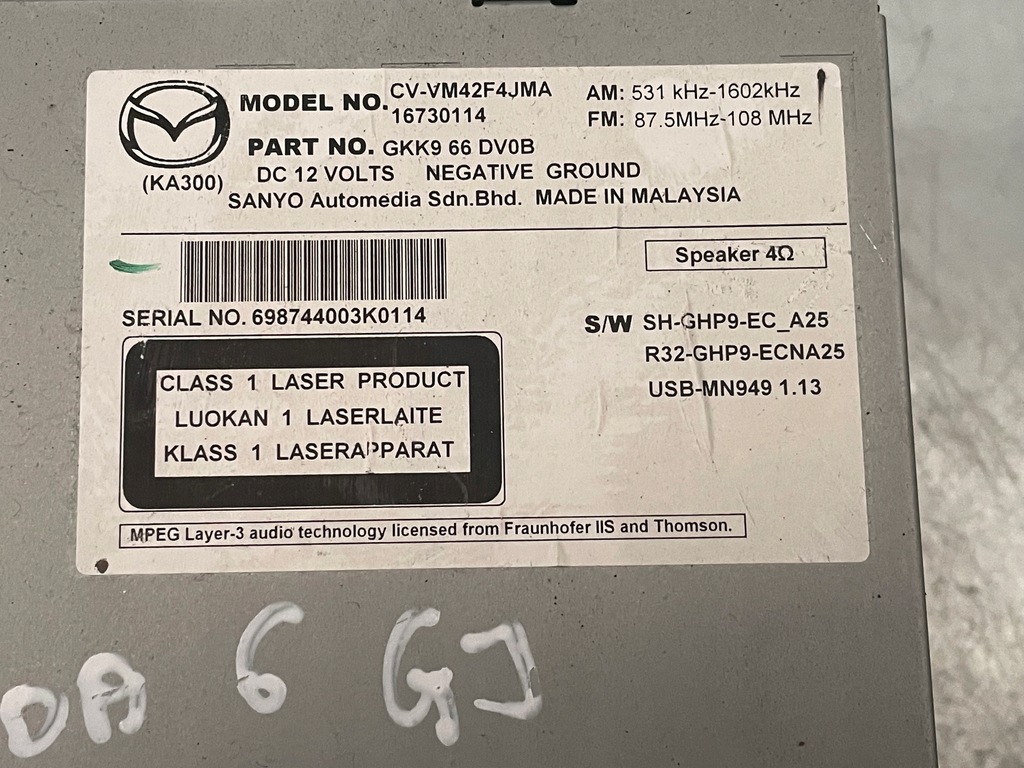 MODEL NO. CV-VM42F4JMA
16730114
AM: 531 kHz-1602kHz
FM: 87.5MHz-108 MHz
PART NO. GKK9 66 DV0B
(KA300)
DC 12 VOLTS NEGATIVE GROUND
SANYO Automedia Sdn.Bhd. MADE IN MALAYSIA
Speaker 4Ω
SERIAL NO. 698744003K0114
S/W SH-GHP9-EC_A25
R32-GHP9-ECNA25
USB-MN949 1.13
CLASS 1 LASER PRODUCT
LUOKAN 1 LASERLAITE
KLASS 1 LASERAPPARAT
MPEG Layer-3 audio technology licensed from Fraunhofer IIS and Thomson.
DA 6 GJ